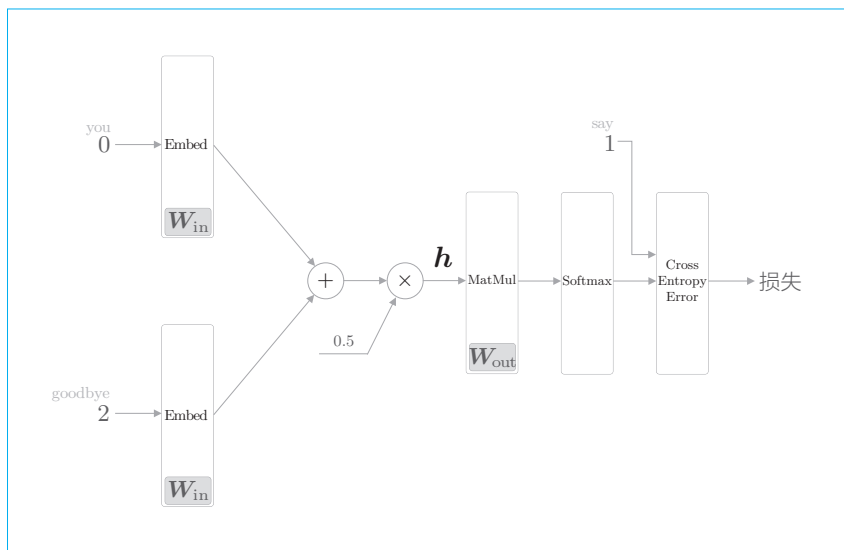 you
0
Embed
W_in
say
1
h
+
×
MatMul
Softmax
Cross
Entropy
Error
损失
0.5
W_out
goodbye
2
Embed
W_in